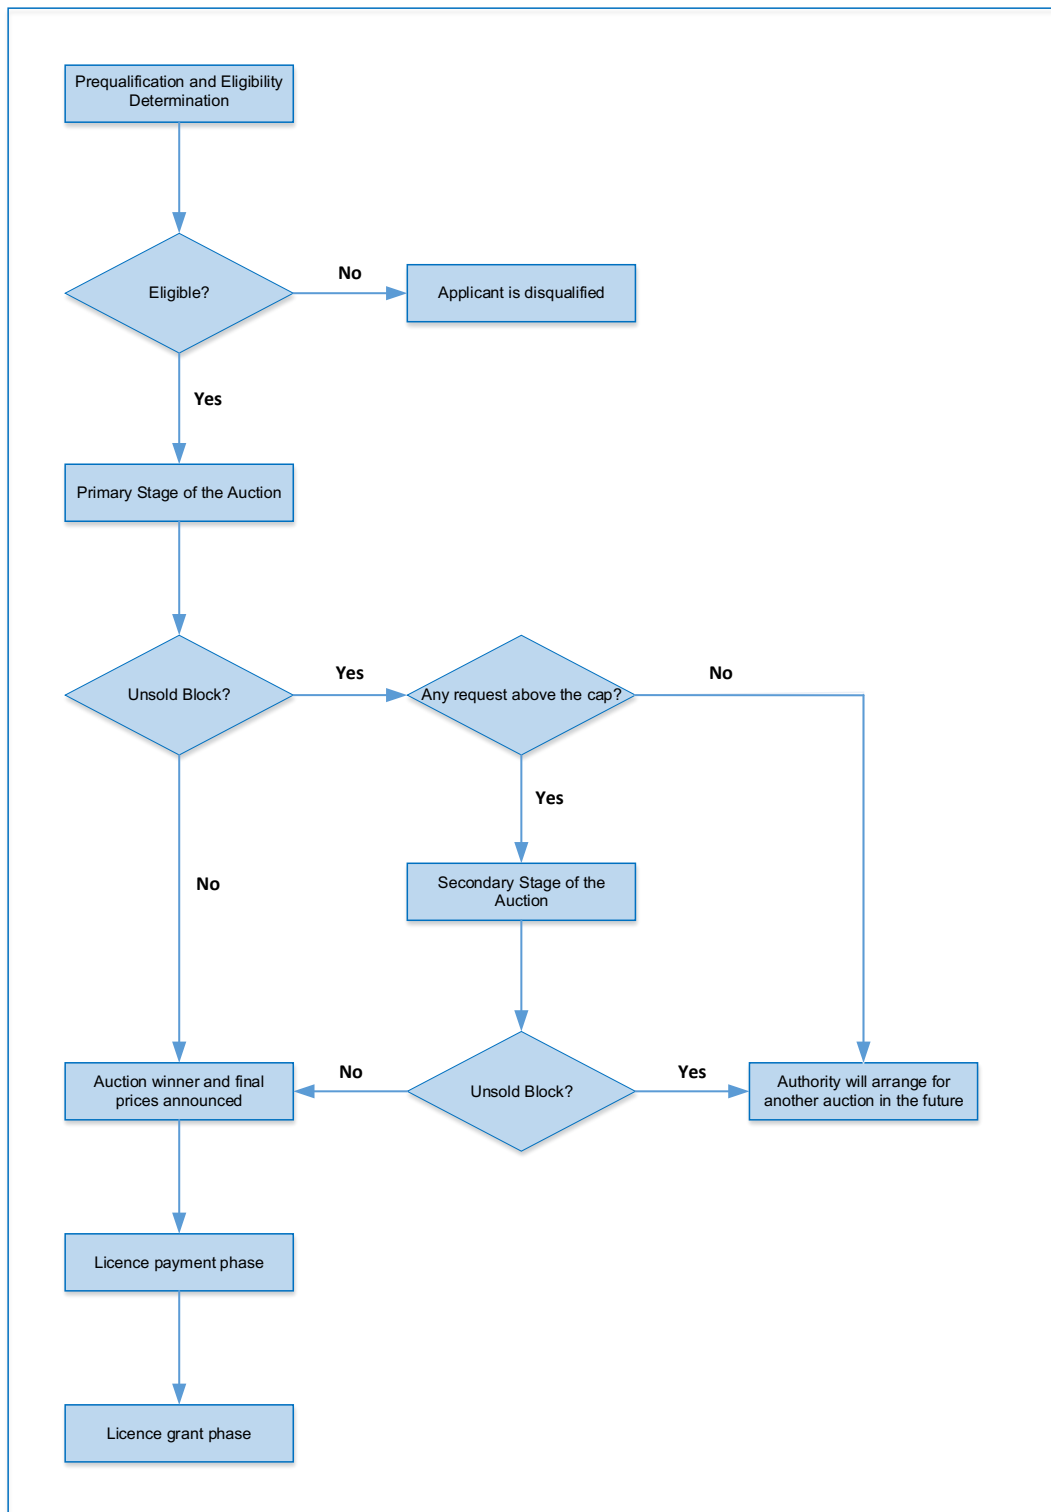 Prequalification and Eligibility
Determination
Eligible?
No
Applicant is disqualified
Yes
Primary Stage of the Auction
Unsold Block?
Yes
Any request above the cap?
No
Yes
Secondary Stage of the
Auction
No
Auction winner and final
prices announced
No
Unsold Block?
Yes
Authority will arrange for
another auction in the future
Licence payment phase
Licence grant phase